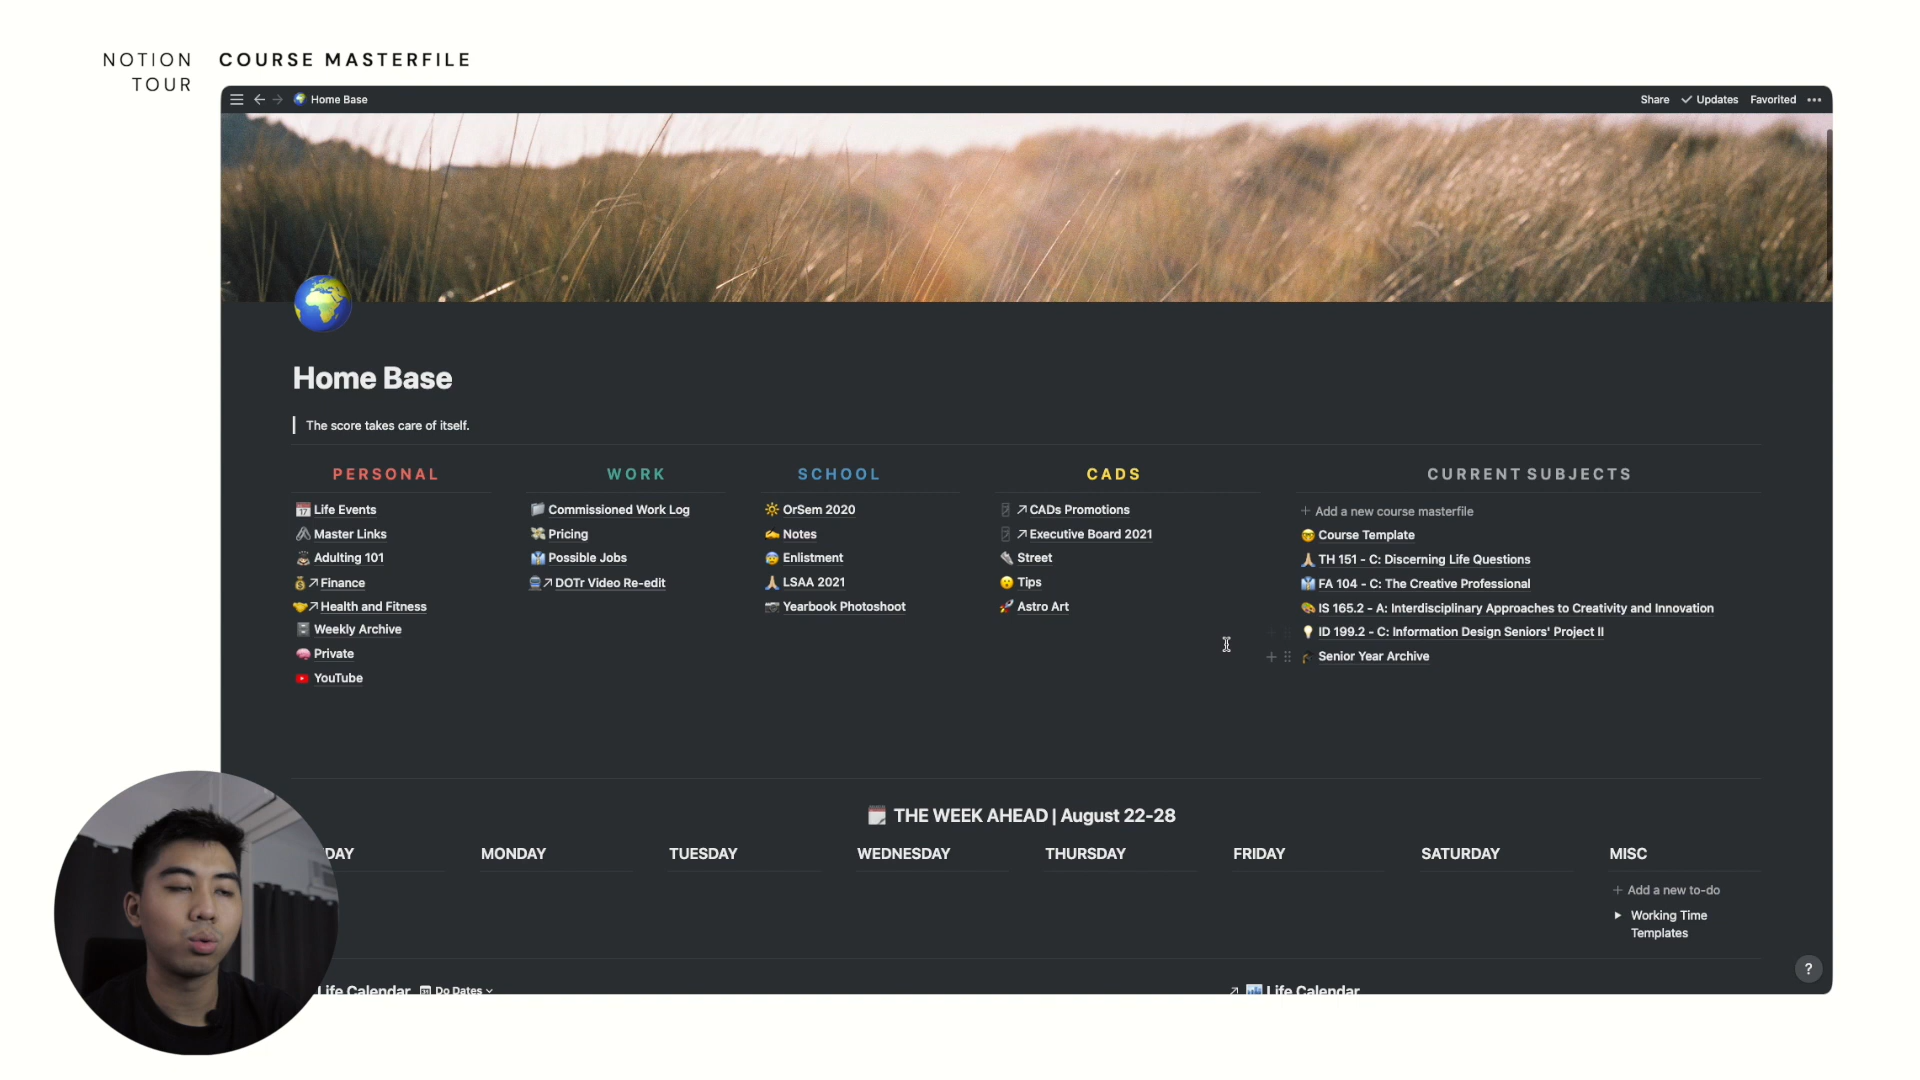 NOTION TOUR
COURSE MASTERFILE
Home Base
Share
Updates
Favorited
Home Base
The score takes care of itself.
PERSONAL
Life Events
Master Links
Adulting 101
Finance
Health and Fitness
Weekly Archive
Private
YouTube
WORK
Commissioned Work Log
Pricing
Possible Jobs
DOTr Video Re-edit
SCHOOL
OrSem 2020
Notes
Enlistment
LSAA 2021
Yearbook Photoshoot
CADS
CADs Promotions
Executive Board 2021
Street
Tips
Astro Art
CURRENT SUBJECTS
+ Add a new course masterfile
Course Template
TH 151 - C: Discerning Life Questions
FA 104 - C: The Creative Professional
IS 165.2 - A: Interdisciplinary Approaches to Creativity and Innovation
ID 199.2 - C: Information Design Seniors' Project II
Senior Year Archive
THE WEEK AHEAD | August 22-28
DAY
MONDAY
TUESDAY
WEDNESDAY
THURSDAY
FRIDAY
SATURDAY
MISC
+ Add a new to-do
Working Time
Templates
Life Calendar
Do Dates
Life Calendar
?